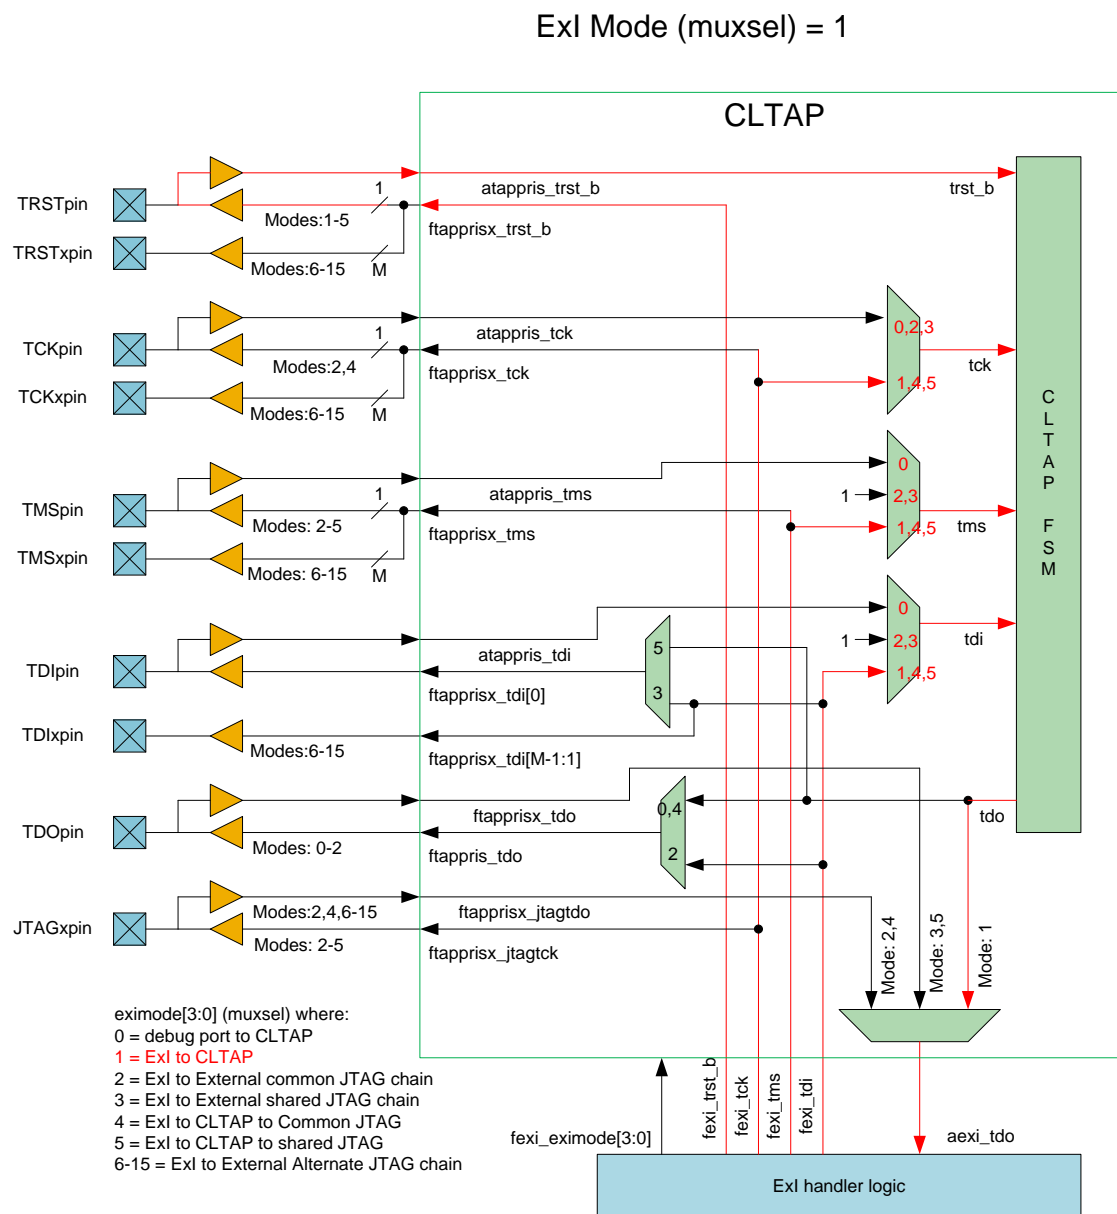 ExI Mode (muxsel) = 1
CLTAP
TRSTpin
1
atappris_trst_b
trst_b
Modes:1-5
ftapprisx_trst_b
TRSTxpin
Modes:6-15
M
TCKpin
1
atappris_tck
0,2,3
tck
Modes:2,4
ftapprisx_tck
1,4,5
TCKxpin
Modes:6-15
M
CLTAP FSM
TMSpin
1
atappris_tms
0
1
2,3
tms
Modes: 2-5
ftapprisx_tms
1,4,5
TMSxpin
Modes: 6-15
M
0
1
2,3
tdi
1,4,5
TDIpin
atappris_tdi
5
ftapprisx_tdi[0]
3
TDIxpin
Modes:6-15
ftapprisx_tdi[M-1:1]
TDOpin
ftapprisx_tdo
0,4
tdo
Modes: 0-2
ftappris_tdo
2
JTAGxpin
Modes:2,4,6-15
ftapprisx_jtagtdo
Modes: 2-5
ftapprisx_jtagtck
Mode: 2,4
Mode: 3,5
Mode: 1
eximode[3:0] (muxsel) where:
0 = debug port to CLTAP
1 = ExI to CLTAP
2 = ExI to External common JTAG chain
3 = ExI to External shared JTAG chain
4 = ExI to CLTAP to Common JTAG
5 = ExI to CLTAP to shared JTAG
6-15 = ExI to External Alternate JTAG chain
fexi_eximode[3:0]
fexi_trst_b
fexi_tck
fexi_tms
fexi_tdi
aexi_tdo
ExI handler logic